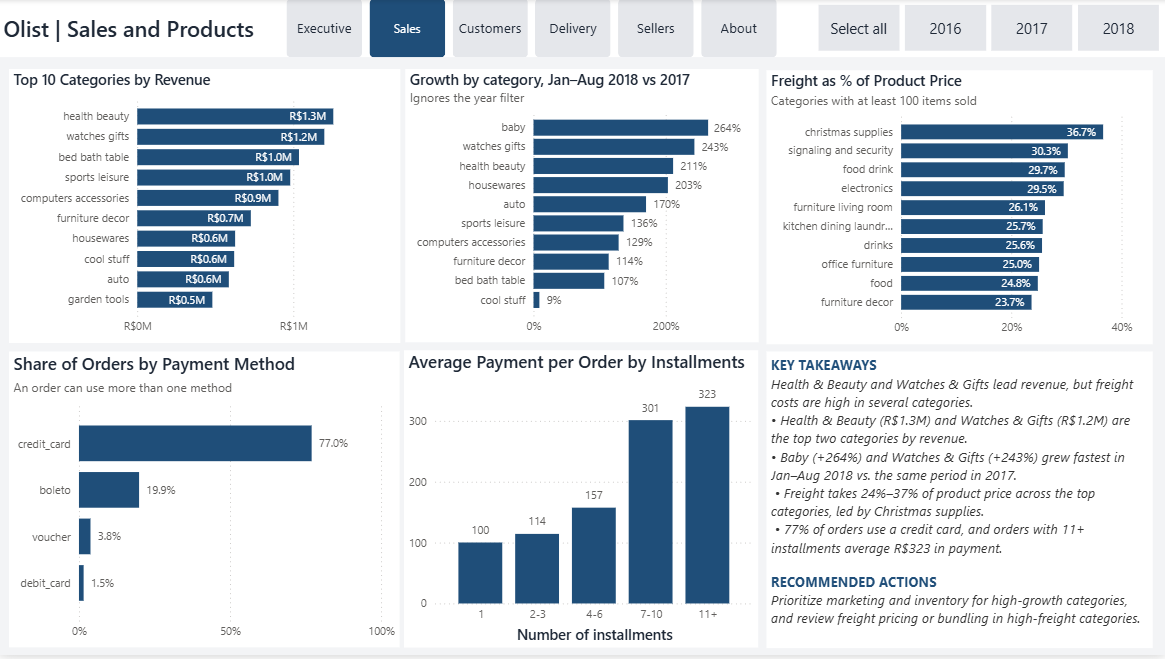 Olist | Sales and Products
Executive
Sales
Customers
Delivery
Sellers
About
Select all
2016
2017
2018
Top 10 Categories by Revenue
health beauty R$1.3M
watches gifts R$1.2M
bed bath table R$1.0M
sports leisure R$1.0M
computers accessories R$0.9M
furniture decor R$0.7M
housewares R$0.6M
cool stuff R$0.6M
auto R$0.6M
garden tools R$0.5M
R$0M R$1M
Growth by category, Jan–Aug 2018 vs 2017
Ignores the year filter
baby 264%
watches gifts 243%
health beauty 211%
housewares 203%
auto 170%
sports leisure 136%
computers accessories 129%
furniture decor 114%
bed bath table 107%
cool stuff 9%
0% 200%
Freight as % of Product Price
Categories with at least 100 items sold
christmas supplies 36.7%
signaling and security 30.3%
food drink 29.7%
electronics 29.5%
furniture living room 26.1%
kitchen dining laundr... 25.7%
drinks 25.6%
office furniture 25.0%
food 24.8%
furniture decor 23.7%
0% 20% 40%
Share of Orders by Payment Method
An order can use more than one method
credit_card 77.0%
boleto 19.9%
voucher 3.8%
debit_card 1.5%
0% 50% 100%
Average Payment per Order by Installments
300
200
100
0
100 114 157 301 323
1 2-3 4-6 7-10 11+
Number of installments
KEY TAKEAWAYS
Health & Beauty and Watches & Gifts lead revenue, but freight
costs are high in several categories.
• Health & Beauty (R$1.3M) and Watches & Gifts (R$1.2M) are
the top two categories by revenue.
• Baby (+264%) and Watches & Gifts (+243%) grew fastest in
Jan–Aug 2018 vs. the same period in 2017.
• Freight takes 24%–37% of product price across the top
categories, led by Christmas supplies.
• 77% of orders use a credit card, and orders with 11+
installments average R$323 in payment.
RECOMMENDED ACTIONS
Prioritize marketing and inventory for high-growth categories,
and review freight pricing or bundling in high-freight categories.